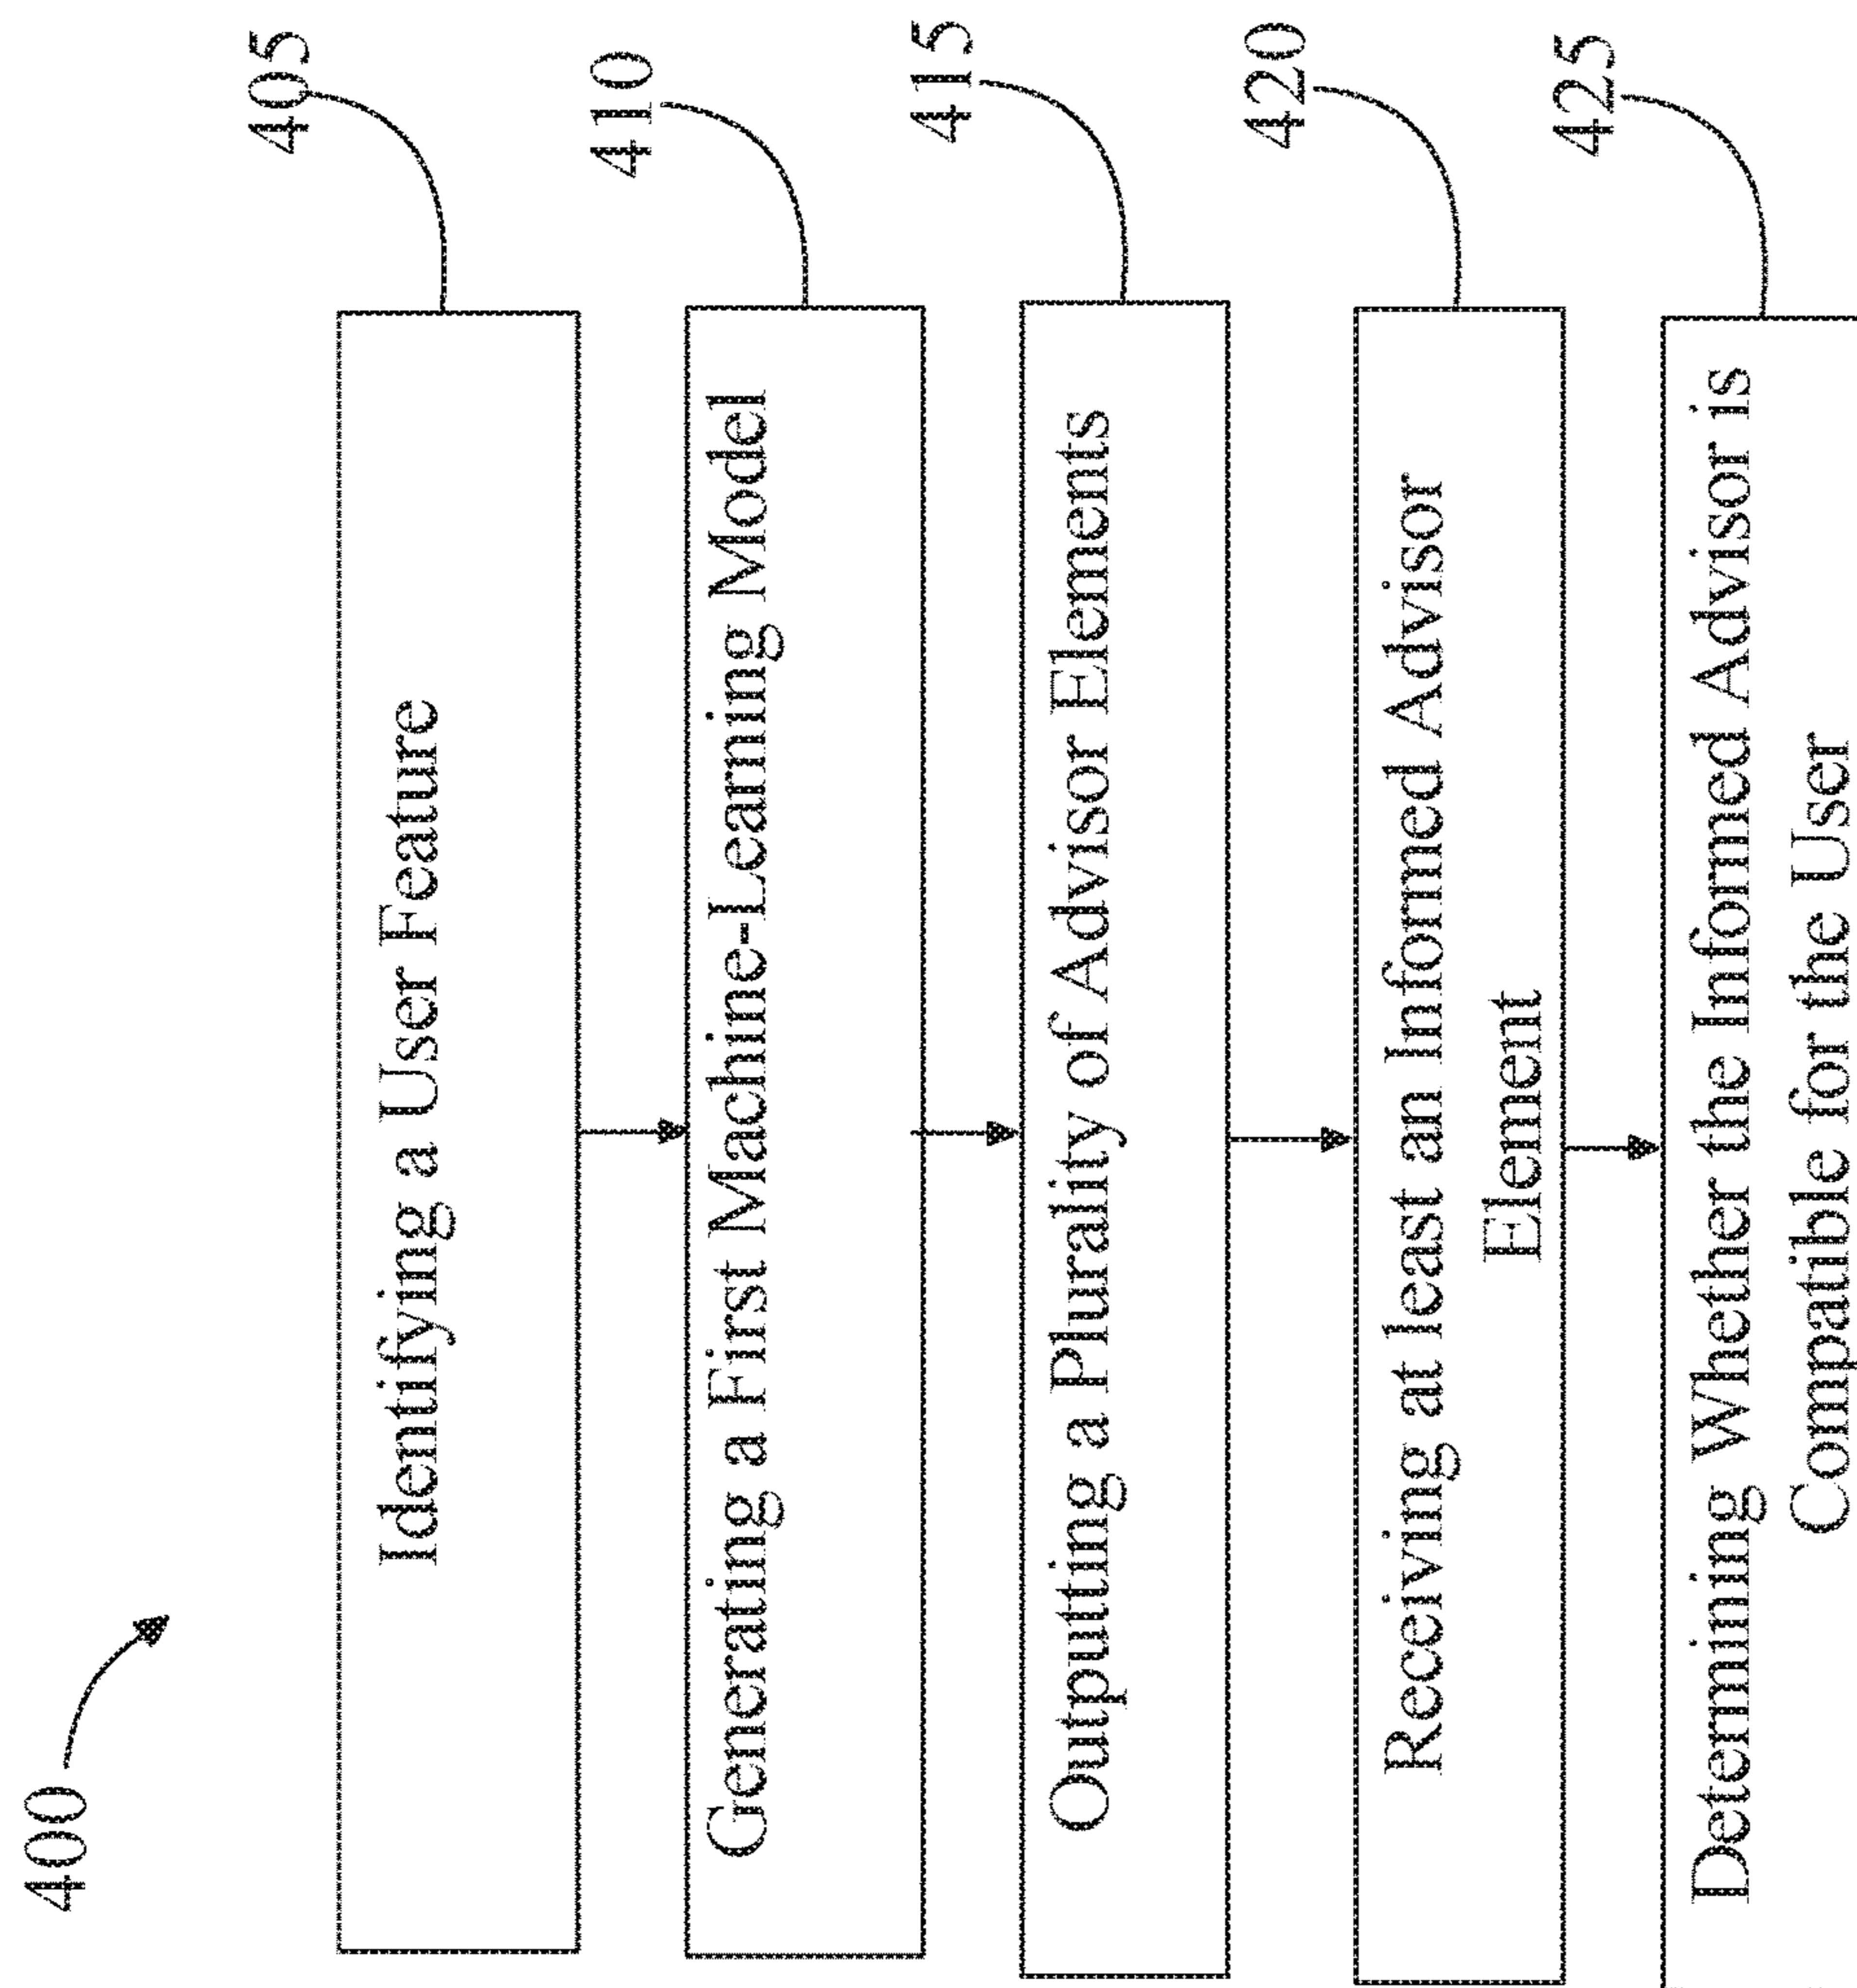 400
405
Identifying a User Feature
410
Generating a First Machine-Learning Model
415
Outputting a Plurality of Advisor Elements
420
Receiving at least an Informed Advisor
Element
425
Determining Whether the Informed Advisor is
Compatible for the User